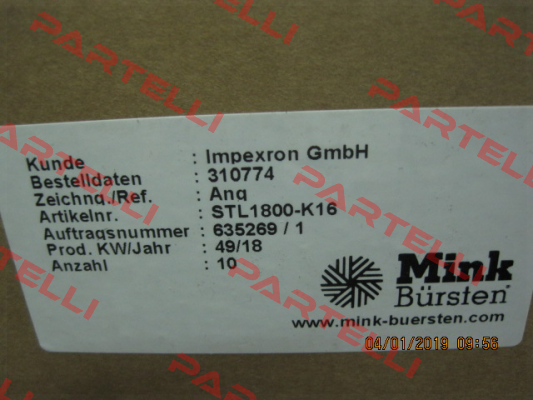 PARTELLI
PARTELLI
PARTELLI
Kunde : Impexron GmbH
Bestelldaten : 310774
Zeichng./Ref. : Ang
Artikelnr. : STL1800-K16
Auftragsnummer : 635269 / 1
Prod. KW/Jahr : 49/18
Anzahl : 10
Mink
Bürsten
www.mink-buersten.com
PARTELLI
PARTELLI
PARTELLI
04/01/2019 09:56